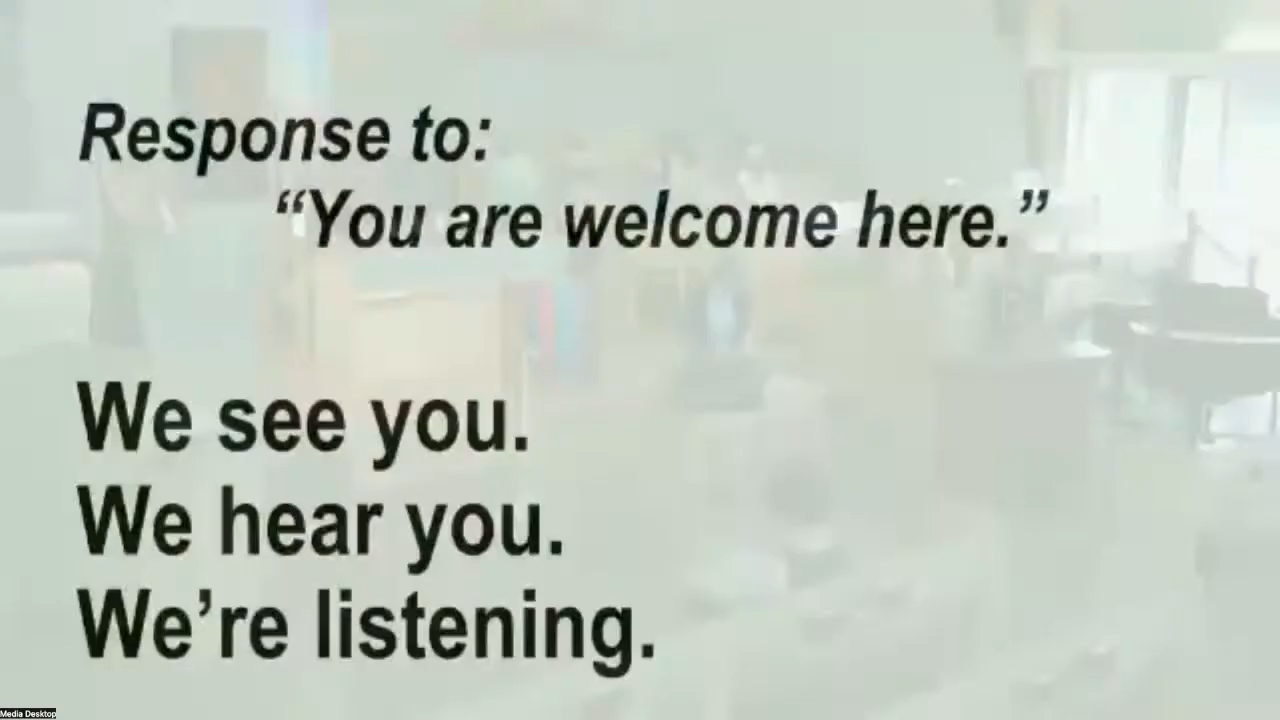 Response to:
“You are welcome here.”
We see you.
We hear you.
We’re listening.
Media Desktop